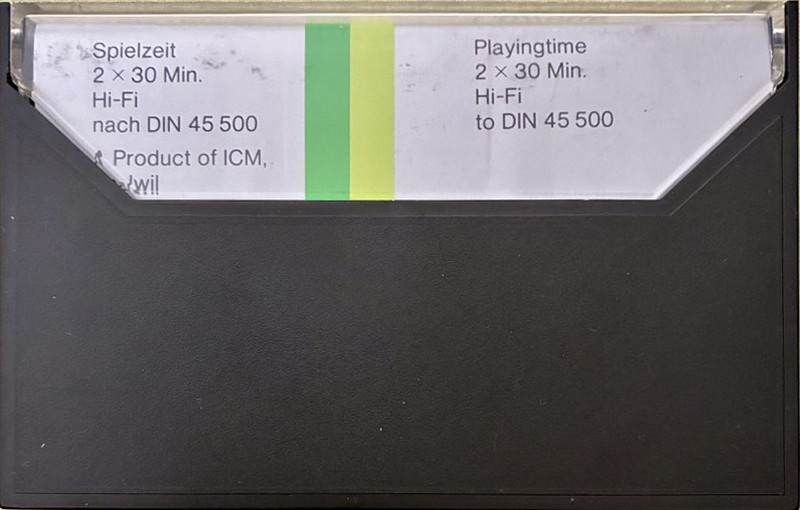 Spielzeit
2 × 30 Min.
Hi-Fi
nach DIN 45 500
A Product of ICM,
Playingtime
2 × 30 Min.
Hi-Fi
to DIN 45 500